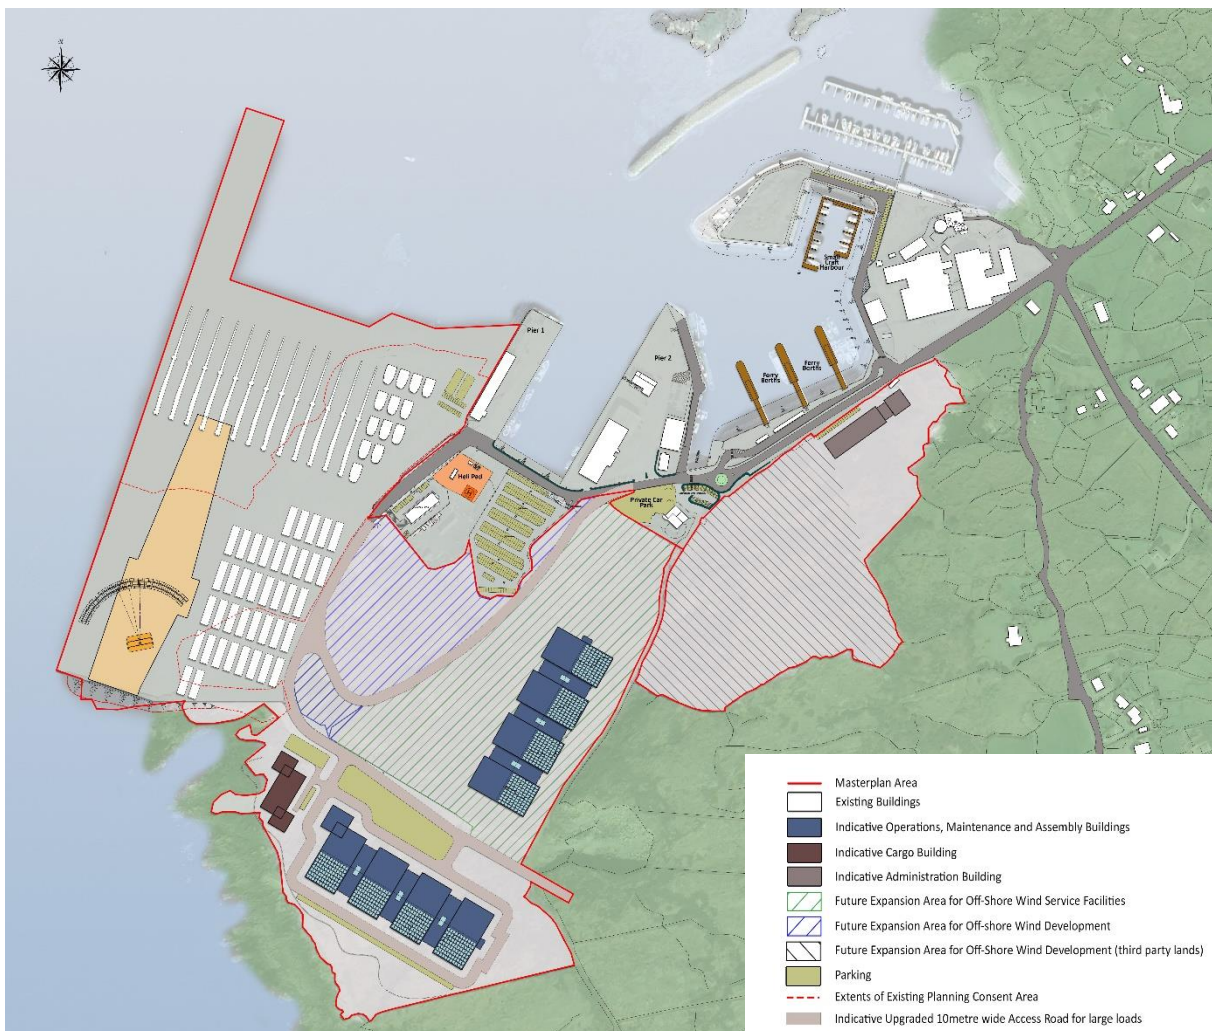 Small
Craft
Harbour
Pier 1
Pier 2
Ferry
Berths
Ferry
Berths
Heli Pad
H
Private Car
Park
Masterplan Area
Existing Buildings
Indicative Operations, Maintenance and Assembly Buildings
Indicative Cargo Building
Indicative Administration Building
Future Expansion Area for Off-Shore Wind Service Facilities
Future Expansion Area for Off-shore Wind Development
Future Expansion Area for Off-Shore Wind Development (third party lands)
Parking
Extents of Existing Planning Consent Area
Indicative Upgraded 10metre wide Access Road for large loads